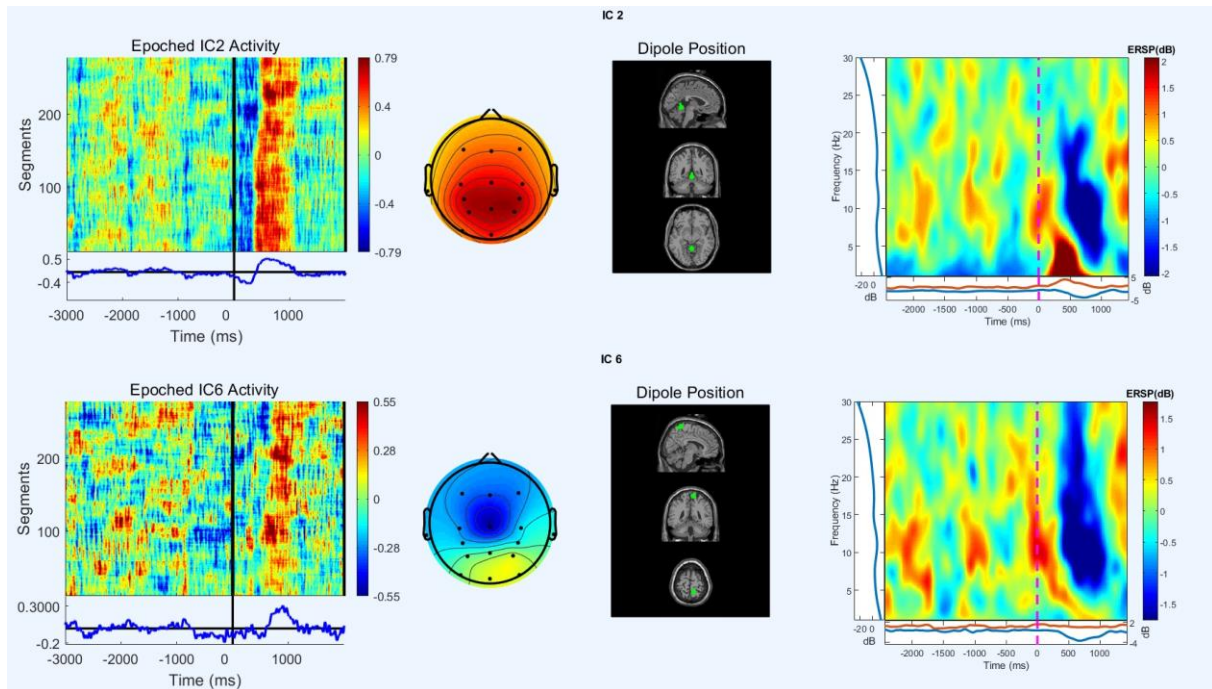 IC 2
Epoched IC2 Activity
Segments
200
100
0.79
0.4
0
-0.4
-0.79
0.5
-0.4
-3000 -2000 -1000 0 1000
Time (ms)
Dipole Position
ERSP(dB)
Frequency (Hz)
30
25
20
15
10
5
2
1.5
1
0.5
0
-0.5
-1
-1.5
-2
-20 0
dB
5
-5
dB
-2000 -1500 -1000 -500 0 500 1000
Time (ms)
IC 6
Epoched IC6 Activity
Segments
200
100
0.55
0.28
0
-0.28
-0.55
0.3000
-0.2
-3000 -2000 -1000 0 1000
Time (ms)
Dipole Position
ERSP(dB)
Frequency (Hz)
30
25
20
15
10
5
1.5
1
0.5
0
-0.5
-1
-1.5
-20 0
dB
2
-4
dB
-2000 -1500 -1000 -500 0 500 1000
Time (ms)